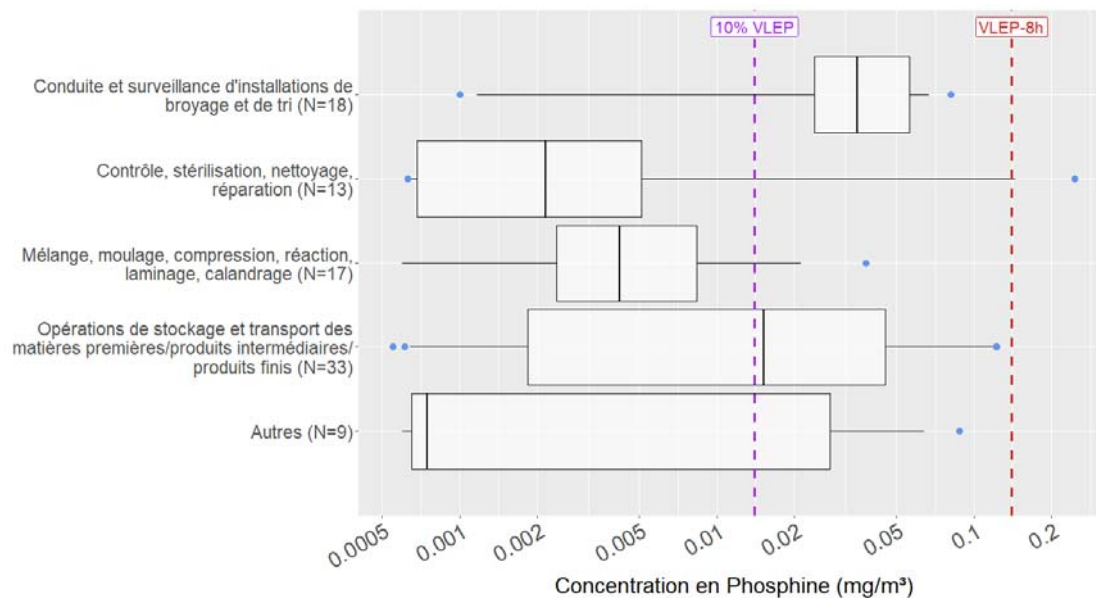 10% VLEP
VLEP-8h
Conduite et surveillance d'installations de
broyage et de tri (N=18)
Contrôle, stérilisation, nettoyage,
réparation (N=13)
Mélange, moulage, compression, réaction,
laminage, calandrage (N=17)
Opérations de stockage et transport des
matières premières/produits intermédiaires/
produits finis (N=33)
Autres (N=9)
0.0005 0.001 0.002 0.005 0.01 0.02 0.05 0.1 0.2
Concentration en Phosphine (mg/m³)